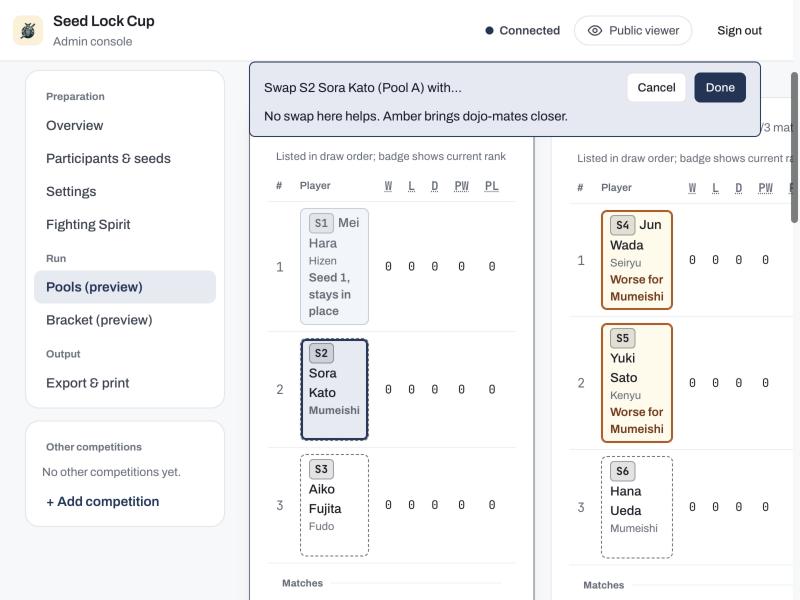 Seed Lock Cup
Admin console
Connected
Public viewer
Sign out
Preparation
Overview
Participants & seeds
Settings
Fighting Spirit
Run
Pools (preview)
Bracket (preview)
Output
Export & print
Other competitions
No other competitions yet.
+ Add competition
Swap S2 Sora Kato (Pool A) with...
Cancel
Done
No swap here helps. Amber brings dojo-mates closer.
Listed in draw order; badge shows current rank
# Player W L D PW PL
1 S1 Mei Hara 0 0 0 0 0
Hizen
Seed 1, stays in place
2 S2 Sora Kato 0 0 0 0 0
Mumeishi
3 S3 Aiko Fujita 0 0 0 0 0
Fudo
Matches
/3 mat
Listed in draw order; badge shows current ra
# Player W L D PW
1 S4 Jun Wada 0 0 0 0
Seiryu
Worse for Mumeishi
2 S5 Yuki Sato 0 0 0 0
Kenyu
Worse for Mumeishi
3 S6 Hana Ueda 0 0 0 0
Mumeishi
Matches